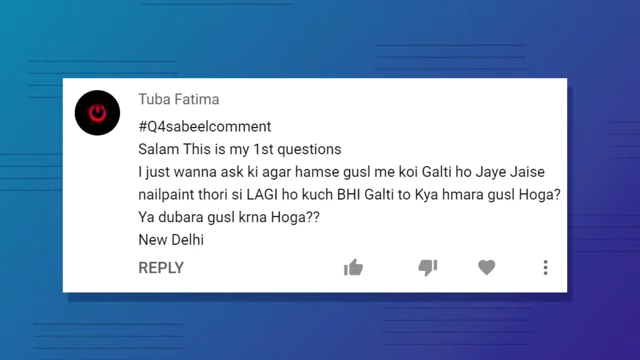 Tuba Fatima
#Q4sabeelcomment
Salam This is my 1st questions
I just wanna ask ki agar hamse gusl me koi Galti ho Jaye Jaise
nailpaint thori si LAGI ho kuch BHI Galti to Kya hmara gusl Hoga?
Ya dubara gusl krna Hoga??
New Delhi
REPLY